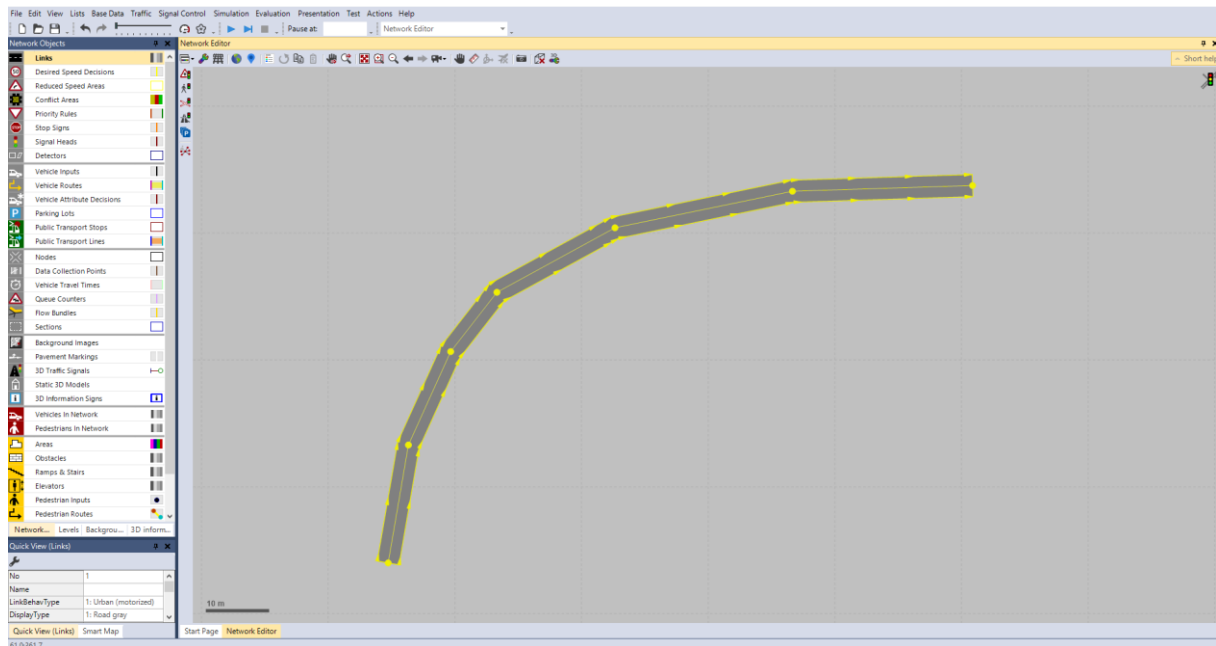 File Edit View Lists Base Data Traffic Signal Control Simulation Evaluation Presentation Test Actions Help
Pause at: Network Editor
Network Objects
Network Editor
Links
Short help
Desired Speed Decisions
Reduced Speed Areas
Conflict Areas
Priority Rules
Stop Signs
Signal Heads
Detectors
Vehicle Inputs
Vehicle Routes
Vehicle Attribute Decisions
Parking Lots
Public Transport Stops
Public Transport Lines
Nodes
Data Collection Points
Vehicle Travel Times
Queue Counters
Flow Bundles
Sections
Background Images
Pavement Markings
3D Traffic Signals
Static 3D Models
3D Information Signs
Vehicles In Network
Pedestrians In Network
Areas
Obstacles
Ramps & Stairs
Elevators
Pedestrian Inputs
Pedestrian Routes
Network... Levels Backgrou... 3D inform...
Quick View (Links)
No 1
Name
LinkBehavType 1: Urban (motorized)
DisplayType 1: Road gray
10 m
Quick View (Links) Smart Map
Start Page Network Editor